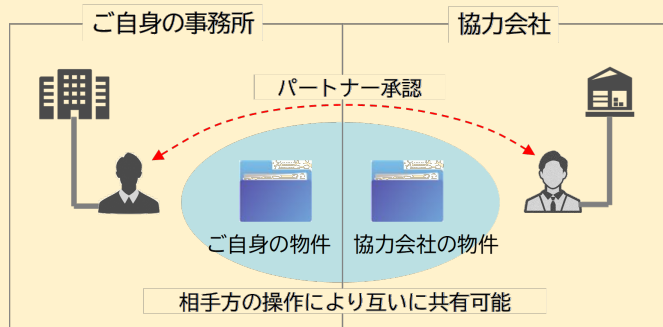 ご自身の事務所
協力会社
パートナー承認
ご自身の物件
協力会社の物件
相手方の操作により互いに共有可能